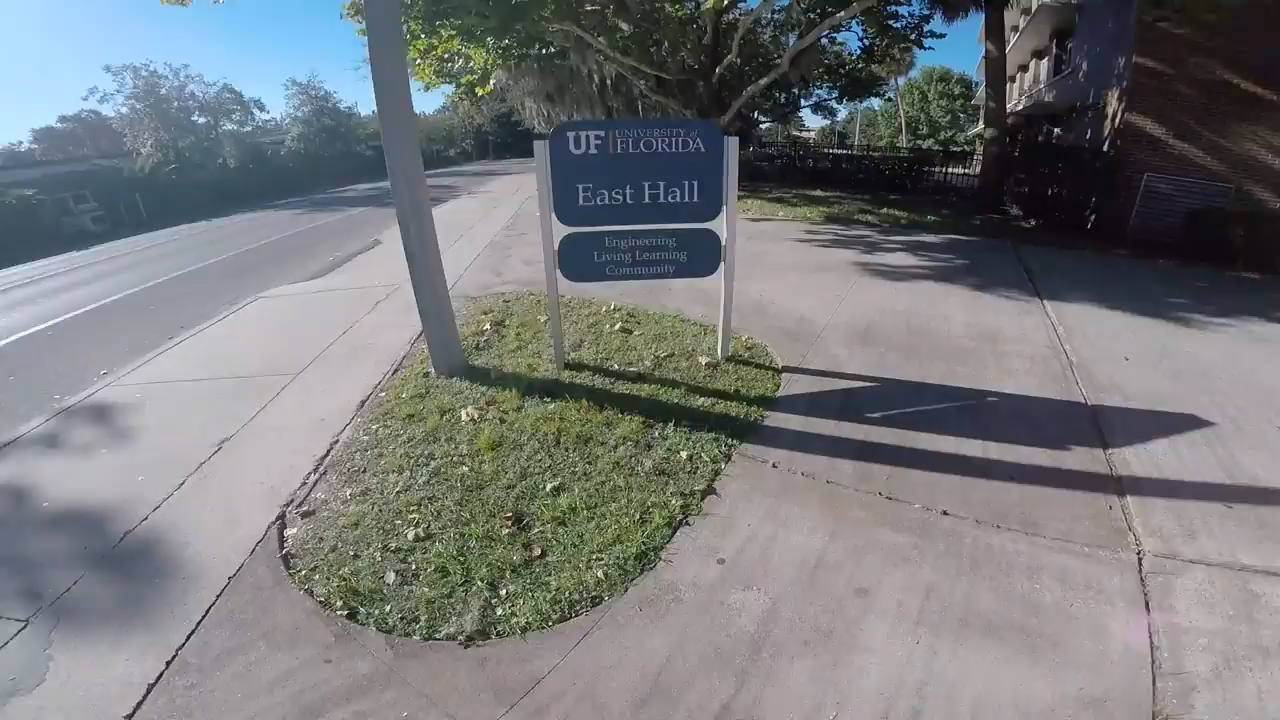 UF UNIVERSITY of
FLORIDA
East Hall
Engineering
Living Learning
Community